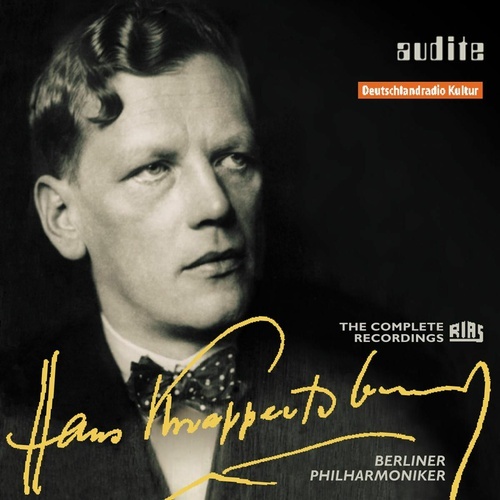 audite
Deutschlandradio Kultur
THE COMPLETE RIAS
RECORDINGS
Hans Knappertsbusch
BERLINER
PHILHARMONIKER